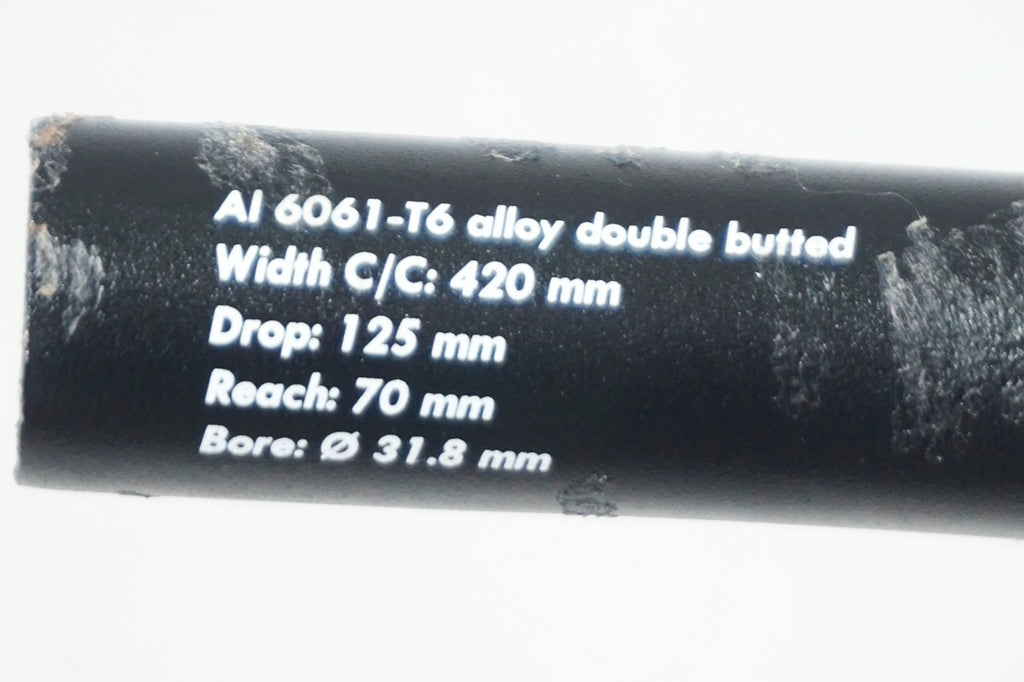 Al 6061-T6 alloy double butted
Width C/C: 420 mm
Drop: 125 mm
Reach: 70 mm
Bore: Ø 31.8 mm